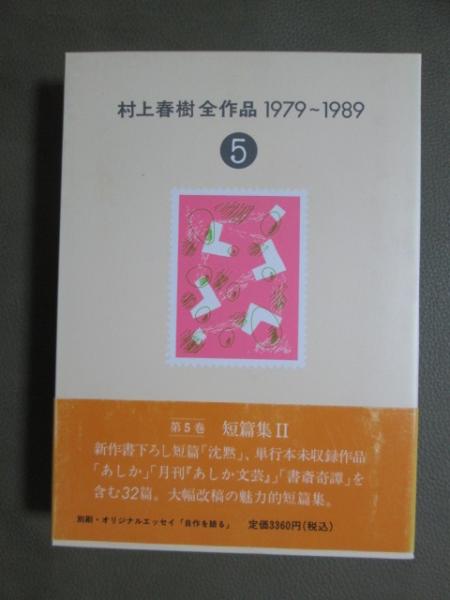 村上春樹 全作品 1979~1989
5
第5巻 短篇集II
新作書下ろし短篇「沈黙」、単行本未収録作品
「あしか」「月刊『あしか文芸』」「書斎奇譚」を
含む32篇。大幅改稿の魅力的短篇集。
別刷・オリジナルエッセイ「自作を語る」 定価3360円(税込)